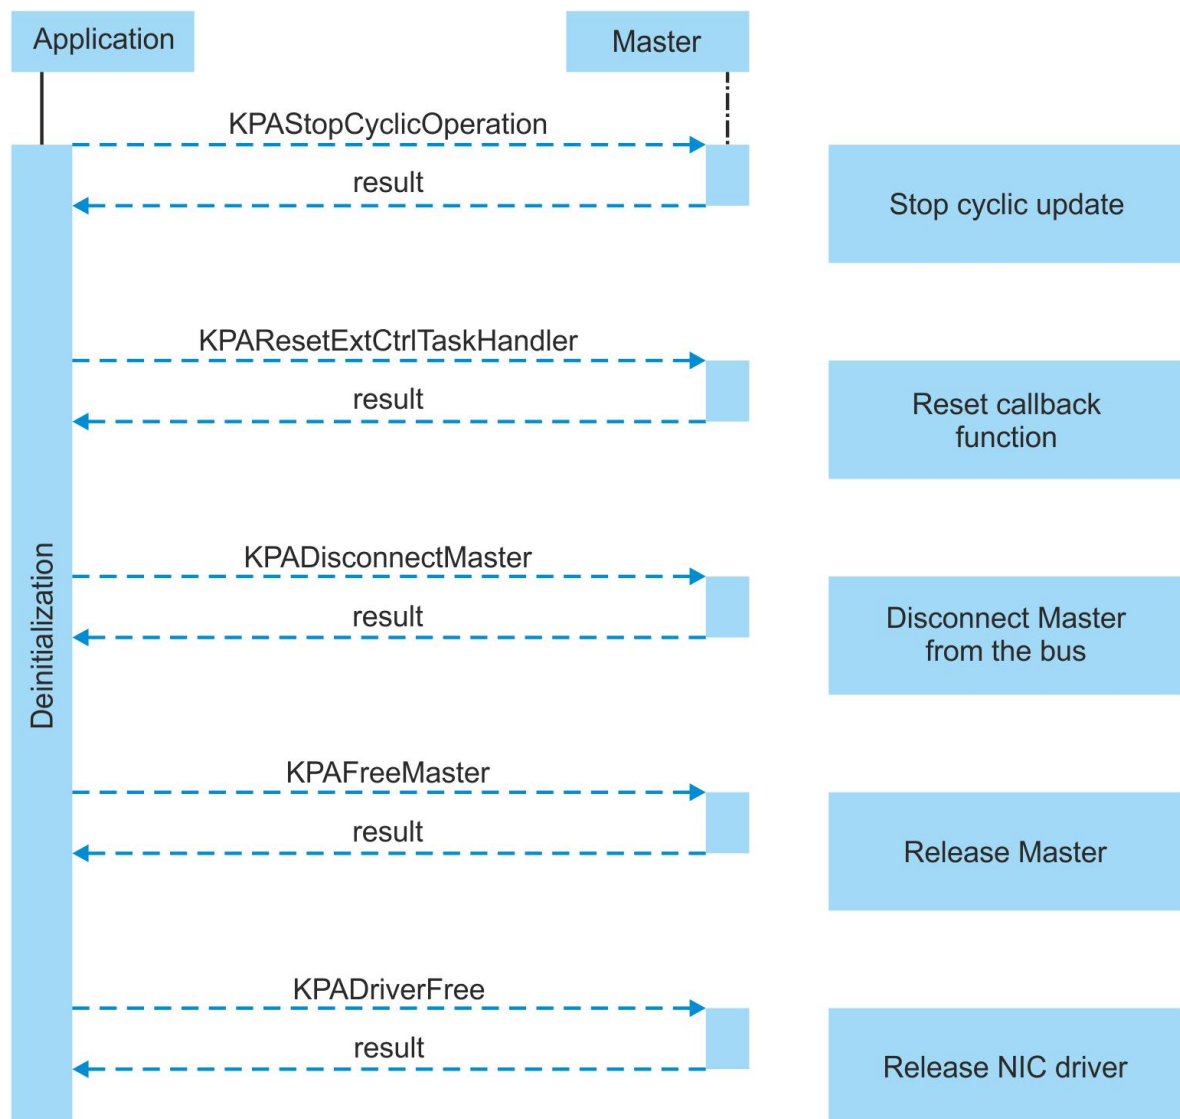 Application
Master
KPAStopCyclicOperation
result
Stop cyclic update
KPAResetExtCtrlTaskHandler
result
Reset callback
function
Deinitialization
KPADisconnectMaster
result
Disconnect Master
from the bus
KPAFreeMaster
result
Release Master
KPADriverFree
result
Release NIC driver